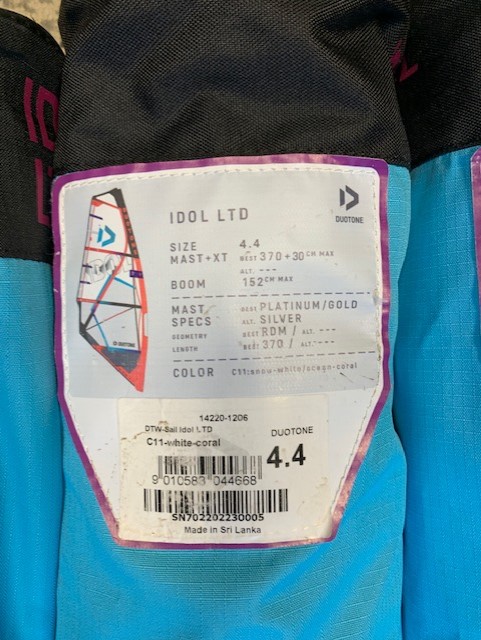 IDOL LTD
DUOTONE
SIZE 4.4
MAST+XT BEST 370 +30 CM MAX
ALT. ---
BOOM 152 CM MAX
MAST SPECS BEST PLATINUM/GOLD
ALT. SILVER
GEOMETRY BEST RDM / ALT. ---
LENGTH BEST 370 / ALT. ---
COLOR C11:snow-white/ocean-coral
14220-1206
DTW-Sail Idol LTD
DUOTONE
C11-white-coral
4.4
9 010583 044668
SN702202230005
Made in Sri Lanka